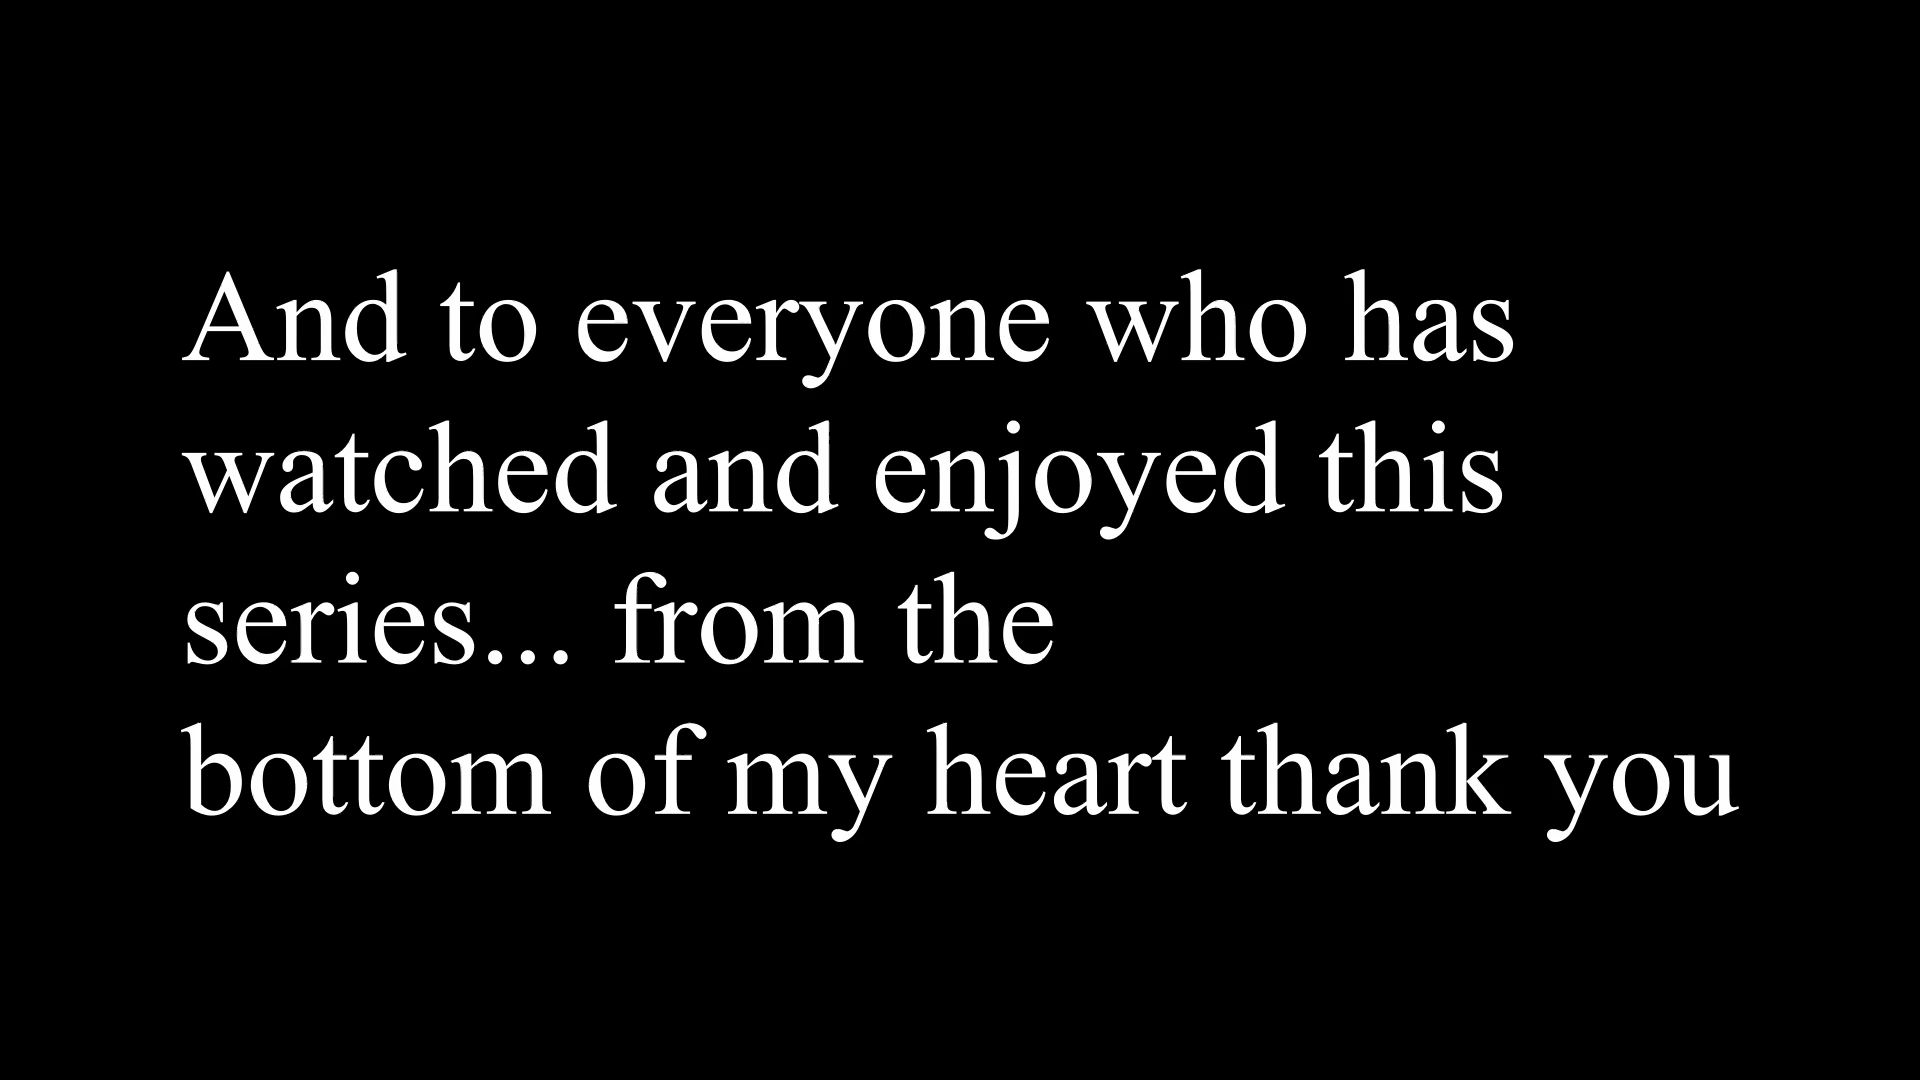 And to everyone who has
watched and enjoyed this
series... from the
bottom of my heart thank you